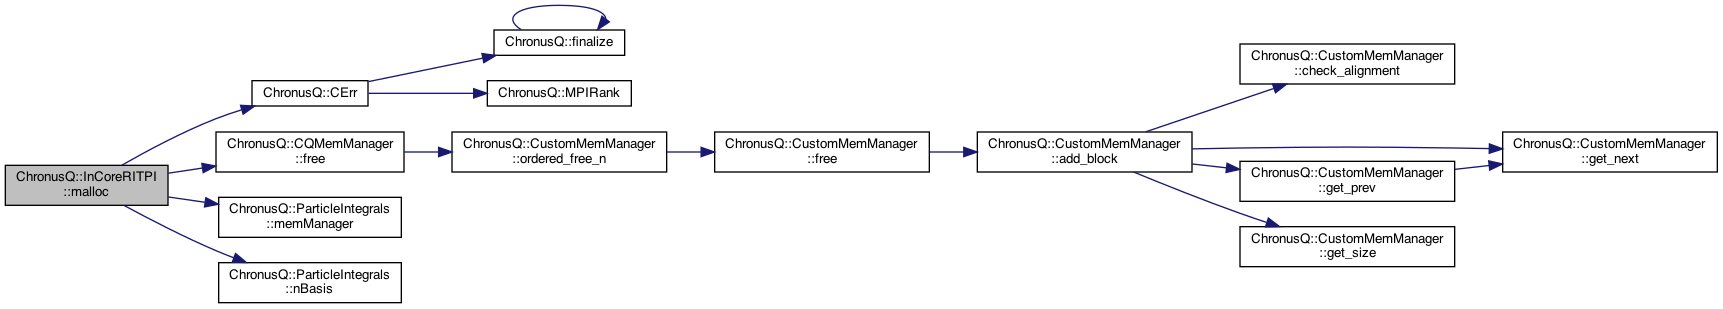 ChronusQ::InCoreRITPI
::malloc
ChronusQ::CErr
ChronusQ::finalize
ChronusQ::MPIRank
ChronusQ::CQMemManager
::free
ChronusQ::CustomMemManager
::ordered_free_n
ChronusQ::CustomMemManager
::free
ChronusQ::CustomMemManager
::add_block
ChronusQ::CustomMemManager
::check_alignment
ChronusQ::CustomMemManager
::get_next
ChronusQ::CustomMemManager
::get_prev
ChronusQ::CustomMemManager
::get_size
ChronusQ::ParticleIntegrals
::memManager
ChronusQ::ParticleIntegrals
::nBasis